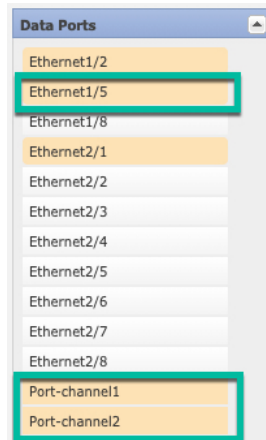 Data Ports
Ethernet1/2
Ethernet1/5
Ethernet1/8
Ethernet2/1
Ethernet2/2
Ethernet2/3
Ethernet2/4
Ethernet2/5
Ethernet2/6
Ethernet2/7
Ethernet2/8
Port-channel1
Port-channel2